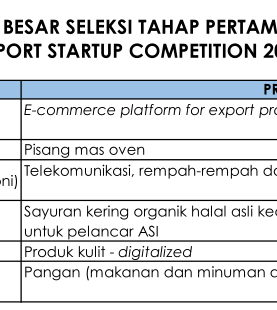 BESAR SELEKSI TAHAP PERTAM
PORT STARTUP COMPETITION 20
PR
E-commerce platform for export pro
Pisang mas oven
oni) Telekomunikasi, rempah-rempah da
Sayuran kering organik halal asli ke
untuk pelancar ASI
Produk kulit - digitalized
Pangan (makanan dan minuman